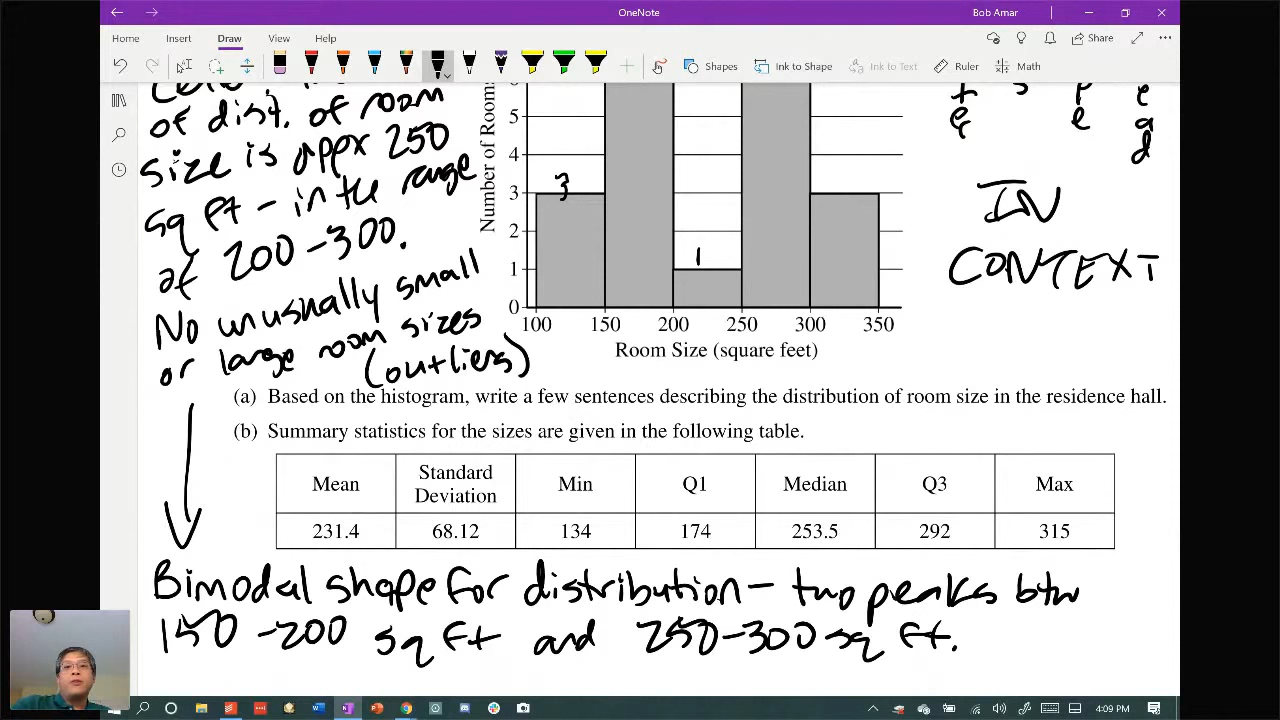 OneNote
Bob Amar
Home Insert Draw View Help
Share
Shapes Ink to Shape Ink to Text Ruler Math
of dist. of room
size is appx 250
sq ft - in the range
of 200-300.
No unusually small
or large room sizes
(outliers)
Number of Rooms
6
5
4
3
2
1
0
3
1
100 150 200 250 300 350
Room Size (square feet)
ter
s
pe
ead
IN
CONTEXT
(a) Based on the histogram, write a few sentences describing the distribution of room size in the residence hall.
(b) Summary statistics for the sizes are given in the following table.
Mean Standard Deviation Min Q1 Median Q3 Max
231.4 68.12 134 174 253.5 292 315
Bimodal shape for distribution - two peaks btw
150-200 sq ft and 250-300 sq ft.
4:09 PM